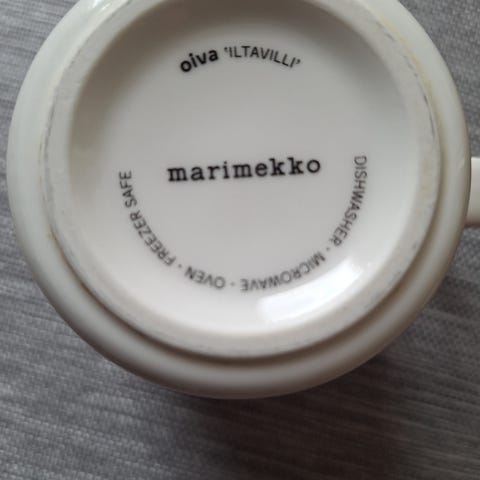 oiva 'ILTAVILLI'
marimekko
DISHWASHER · MICROWAVE · OVEN · FREEZER SAFE